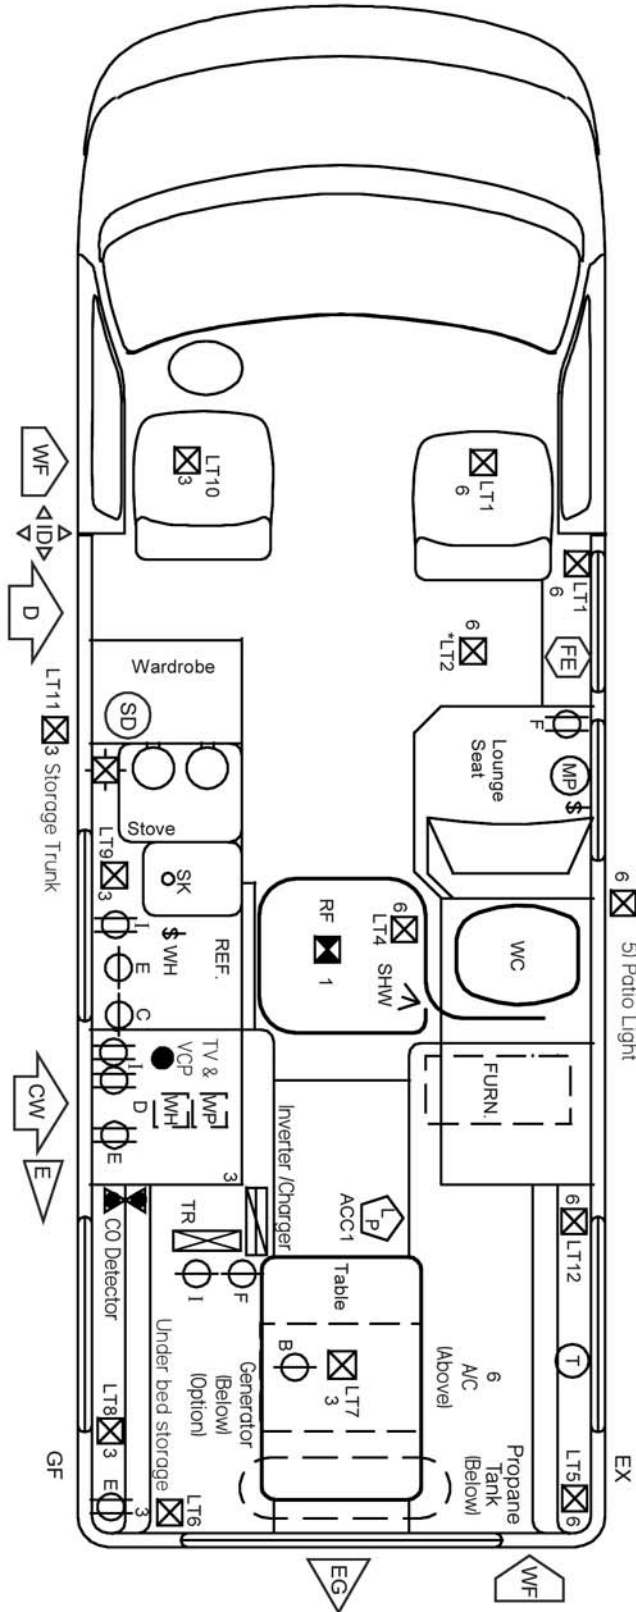 LT10
3
LT1
6
WF
ID
D
LT1
6
FE
6
*LT2
Wardrobe
SD
LT11
3 Storage Trunk
F
MP
$
Lounge
Seat
Stove
LT9
3
SK
6
5) Patio Light
6
LT4
RF
1
SHW
WC
I
$ WH
REF.
E
C
I
TV &
VCP
D
WH
WP
E
3
CW
E
FURN.
Inverter /Charger
L
P
ACC1
TR
CO Detector
6
LT12
I
F
Table
B
LT7
3
T
6
A/C
(Above)
Generator
(Below)
(Option)
Under bed storage
LT8
3
E
3
LT6
Propane
Tank
(Below)
LT5
6
GF
EX
EG
WF